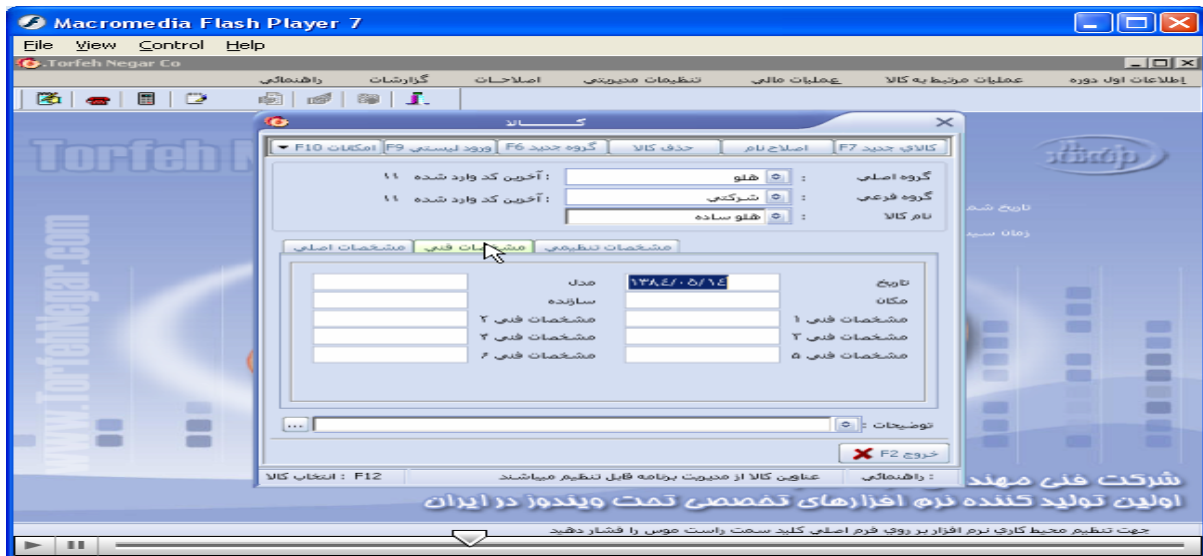 Macromedia Flash Player 7
File View Control Help
.Torfeh Negar Co
اطلاعات اول دوره عملیات مرتبط به کالا عملیات مالی تنظیمات مدیریتی اصلاحات گزارشات راهنمائی
کــــالا
کالای جدید F7 اصلاح نام حذف کالا گروه جدید F6 ورود لیستی F9 امکانات F10
گروه اصلی : هلو : آخرین کد وارد شده ۱۱
گروه فرعی : شرکتی : آخرین کد وارد شده ۱۱
نام کالا : هلو ساده
مشخصات تنظیمی مشخصات فنی مشخصات اصلی
تاریخ ۱۳۸٤/۰۵/۱٤ مدل
مکان سازنده
مشخصات فنی ۱ مشخصات فنی ۲
مشخصات فنی ۳ مشخصات فنی ۴
مشخصات فنی ۵ مشخصات فنی ۶
توضیحات : ...
خروج F2
راهنمائی : عناوین کالا از مدیریت برنامه قابل تنظیم میباشند F12 : انتخاب کالا
Torfeh N
www.TorfehNegar.com
شرکت فنی مهند
اولین تولید کننده نرم افزارهای تخصصی تحت ویندوز در ایران
جهت تنظیم محیط کاری نرم افزار بر روی فرم اصلی کلید سمت راست موس را فشار دهید